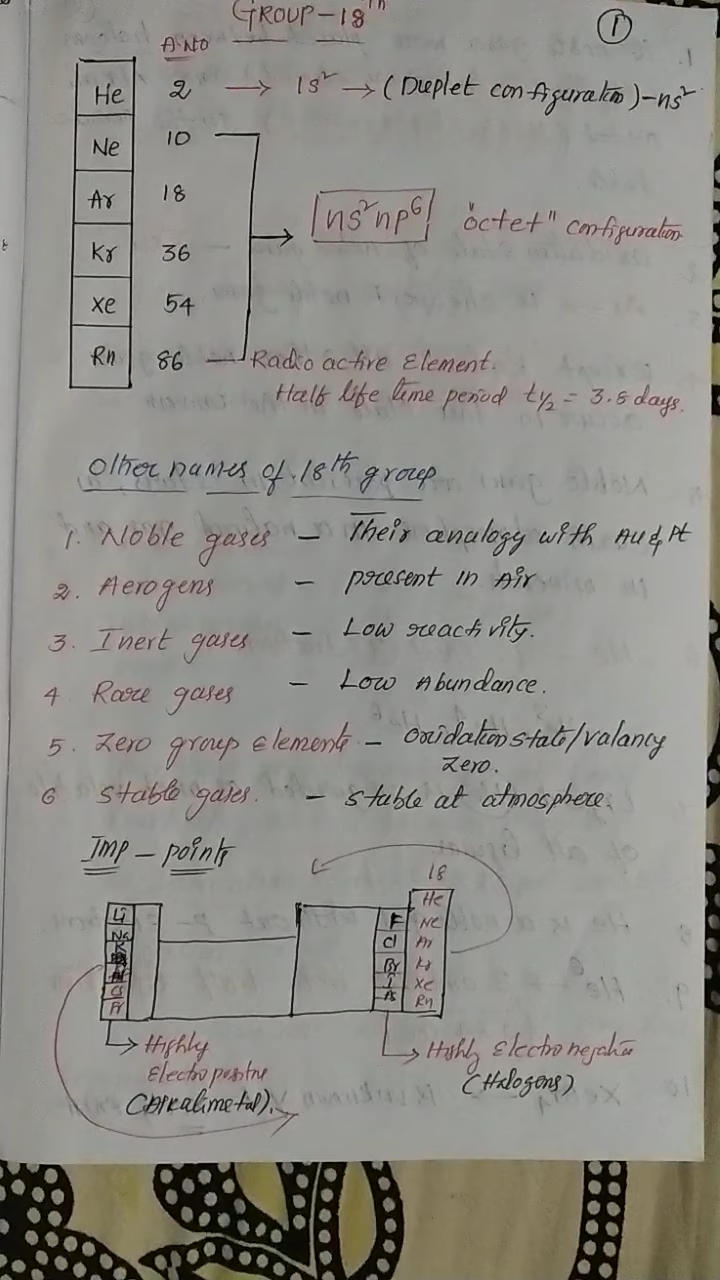 GROUP-18th
1
A.NO
He 2 → 1s² → (Duplet configuration) - ns²
Ne 10
Ar 18
ns²np⁶ "octet" configuration
Kr 36
Xe 54
Rn 86 — Radio active Element.
Half life time period t½ = 3.8 days.
Other names of 18th group
1. Noble gases — Their analogy with Au & Pt
2. Aerogens — present in Air
3. Inert gases — Low reactivity.
4 Rare gases — Low Abundance.
5. Zero group Elements — oxidation state/valancy
Zero.
6 Stable gases. — stable at atmosphere.
IMP - points
18
Li F He
Na Cl Ne
K Br Ar
I Kr
Cs As Xe
Fr Rn
Highly Highly Electronegative
Electropositive (Halogens)
(Alkalimetal).